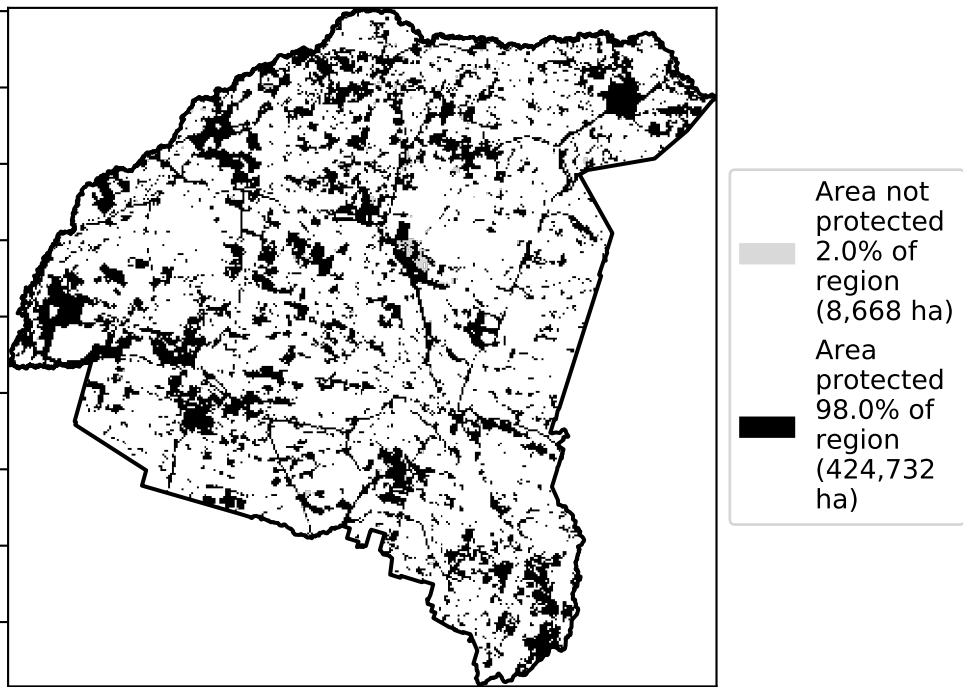 Area not
protected
2.0% of
region
(8,668 ha)
Area
protected
98.0% of
region
(424,732
ha)